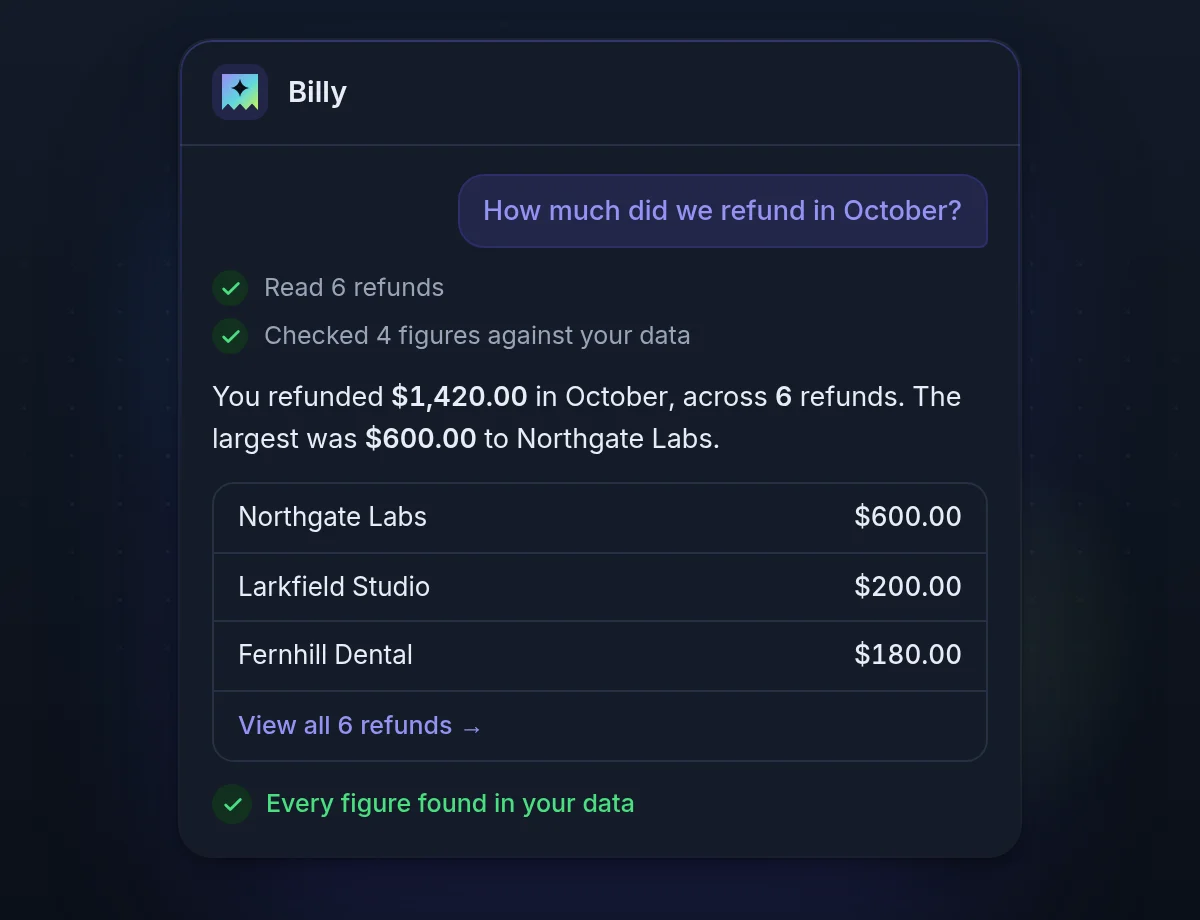 Billy
How much did we refund in October?
Read 6 refunds
Checked 4 figures against your data
You refunded $1,420.00 in October, across 6 refunds. The
largest was $600.00 to Northgate Labs.
Northgate Labs $600.00
Larkfield Studio $200.00
Fernhill Dental $180.00
View all 6 refunds →
Every figure found in your data